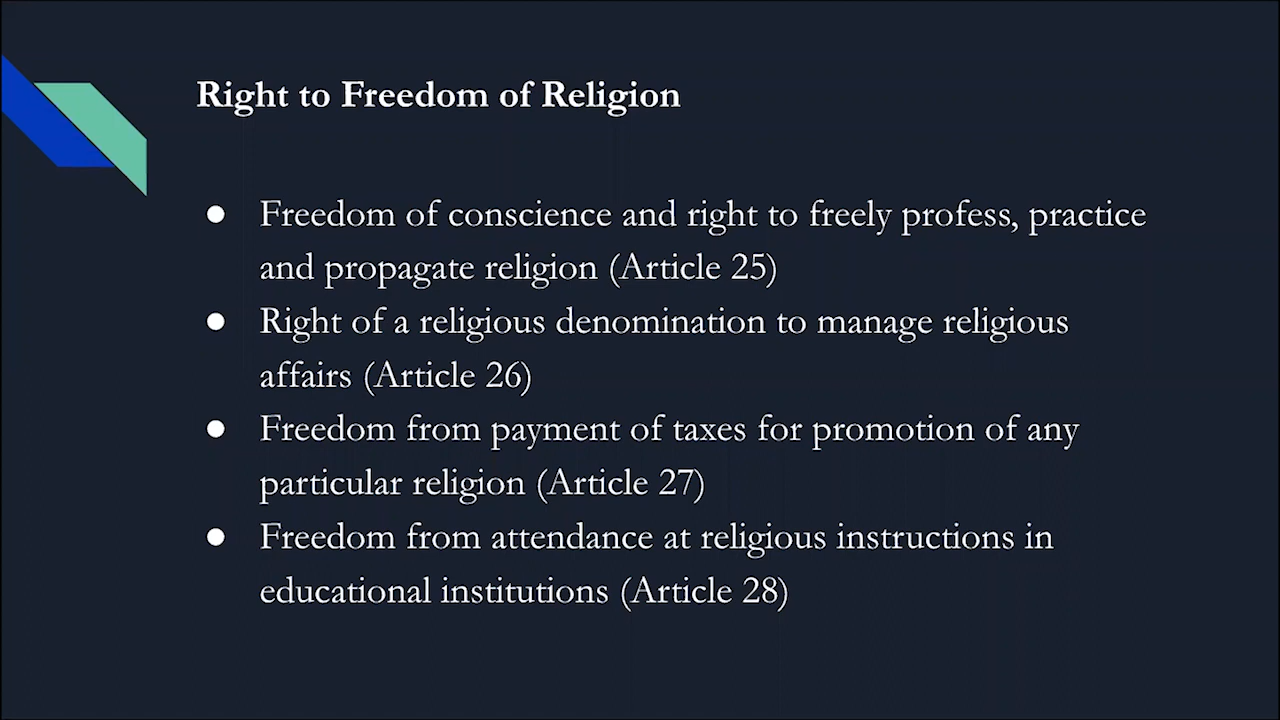 Right to Freedom of Religion
● Freedom of conscience and right to freely profess, practice
and propagate religion (Article 25)
● Right of a religious denomination to manage religious
affairs (Article 26)
● Freedom from payment of taxes for promotion of any
particular religion (Article 27)
● Freedom from attendance at religious instructions in
educational institutions (Article 28)